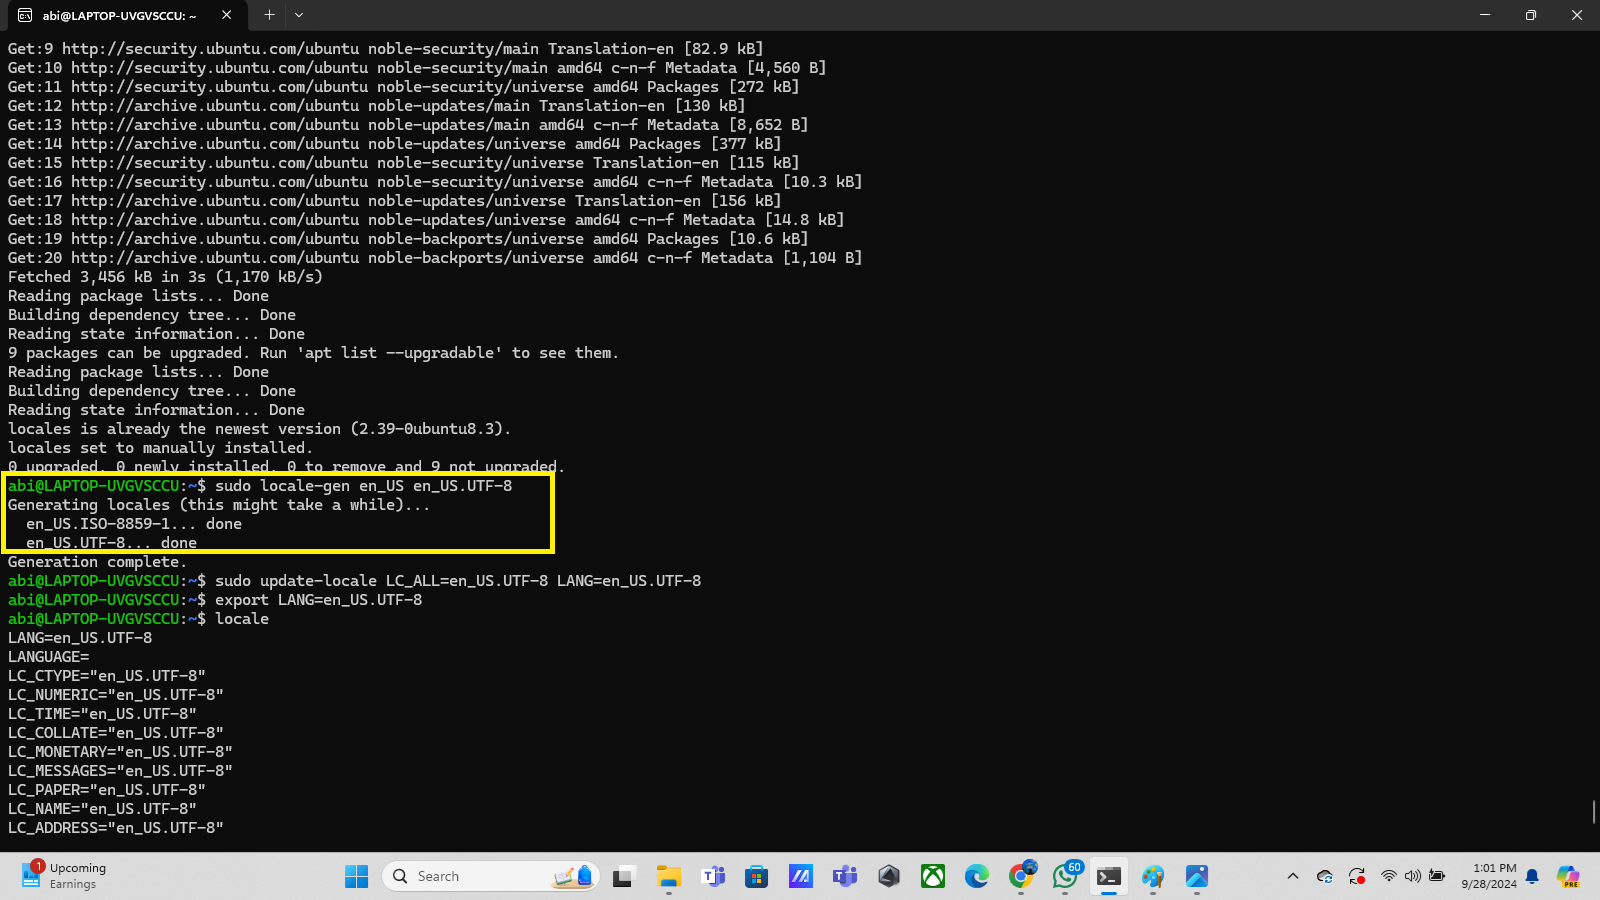 abi@LAPTOP-UVGVSCCU: ~
Get:9 http://security.ubuntu.com/ubuntu noble-security/main Translation-en [82.9 kB]
Get:10 http://security.ubuntu.com/ubuntu noble-security/main amd64 c-n-f Metadata [4,560 B]
Get:11 http://security.ubuntu.com/ubuntu noble-security/universe amd64 Packages [272 kB]
Get:12 http://archive.ubuntu.com/ubuntu noble-updates/main Translation-en [130 kB]
Get:13 http://archive.ubuntu.com/ubuntu noble-updates/main amd64 c-n-f Metadata [8,652 B]
Get:14 http://archive.ubuntu.com/ubuntu noble-updates/universe amd64 Packages [377 kB]
Get:15 http://security.ubuntu.com/ubuntu noble-security/universe Translation-en [115 kB]
Get:16 http://security.ubuntu.com/ubuntu noble-security/universe amd64 c-n-f Metadata [10.3 kB]
Get:17 http://archive.ubuntu.com/ubuntu noble-updates/universe Translation-en [156 kB]
Get:18 http://archive.ubuntu.com/ubuntu noble-updates/universe amd64 c-n-f Metadata [14.8 kB]
Get:19 http://archive.ubuntu.com/ubuntu noble-backports/universe amd64 Packages [10.6 kB]
Get:20 http://archive.ubuntu.com/ubuntu noble-backports/universe amd64 c-n-f Metadata [1,104 B]
Fetched 3,456 kB in 3s (1,170 kB/s)
Reading package lists... Done
Building dependency tree... Done
Reading state information... Done
9 packages can be upgraded. Run 'apt list --upgradable' to see them.
Reading package lists... Done
Building dependency tree... Done
Reading state information... Done
locales is already the newest version (2.39-0ubuntu8.3).
locales set to manually installed.
0 upgraded, 0 newly installed, 0 to remove and 9 not upgraded.
abi@LAPTOP-UVGVSCCU:~$ sudo locale-gen en_US en_US.UTF-8
Generating locales (this might take a while)...
  en_US.ISO-8859-1... done
  en_US.UTF-8... done
Generation complete.
abi@LAPTOP-UVGVSCCU:~$ sudo update-locale LC_ALL=en_US.UTF-8 LANG=en_US.UTF-8
abi@LAPTOP-UVGVSCCU:~$ export LANG=en_US.UTF-8
abi@LAPTOP-UVGVSCCU:~$ locale
LANG=en_US.UTF-8
LANGUAGE=
LC_CTYPE="en_US.UTF-8"
LC_NUMERIC="en_US.UTF-8"
LC_TIME="en_US.UTF-8"
LC_COLLATE="en_US.UTF-8"
LC_MONETARY="en_US.UTF-8"
LC_MESSAGES="en_US.UTF-8"
LC_PAPER="en_US.UTF-8"
LC_NAME="en_US.UTF-8"
LC_ADDRESS="en_US.UTF-8"
1
Upcoming
Earnings
Search
60
1:01 PM
9/28/2024
PRE